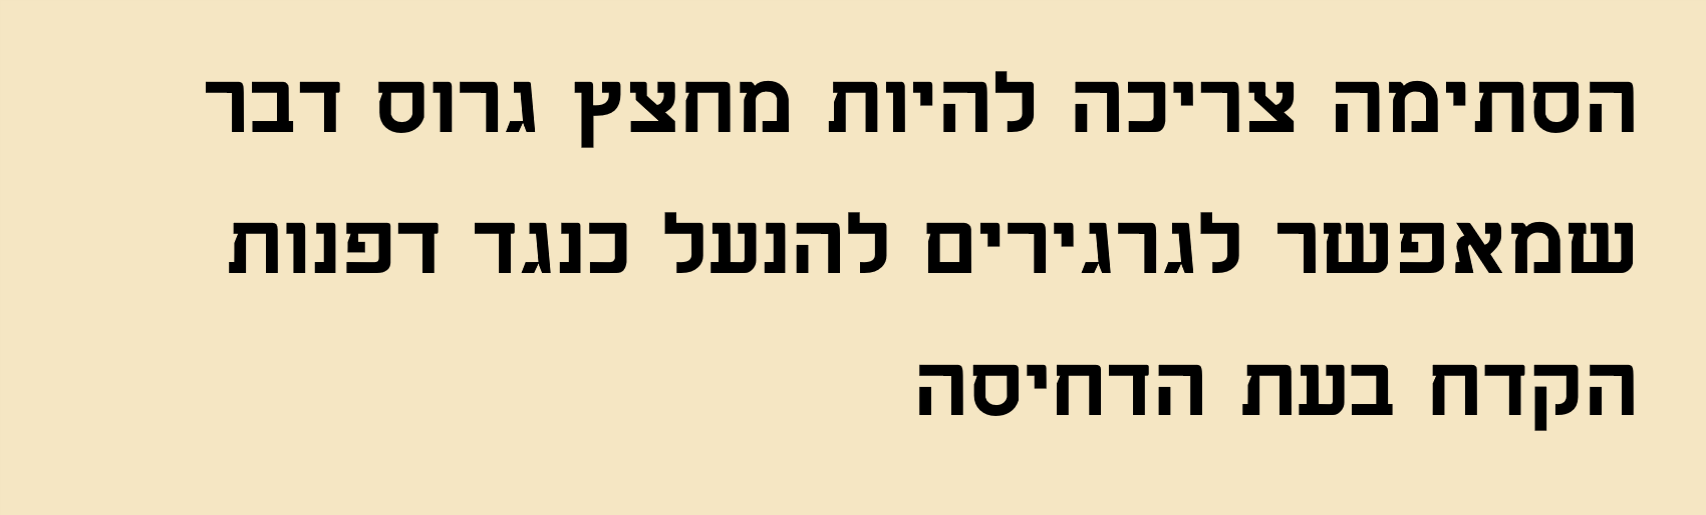 הסתימה צריכה להיות מחצץ גרוס דבר
שמאפשר לגרגירים להנעל כנגד דפנות
הקדח בעת הדחיסה